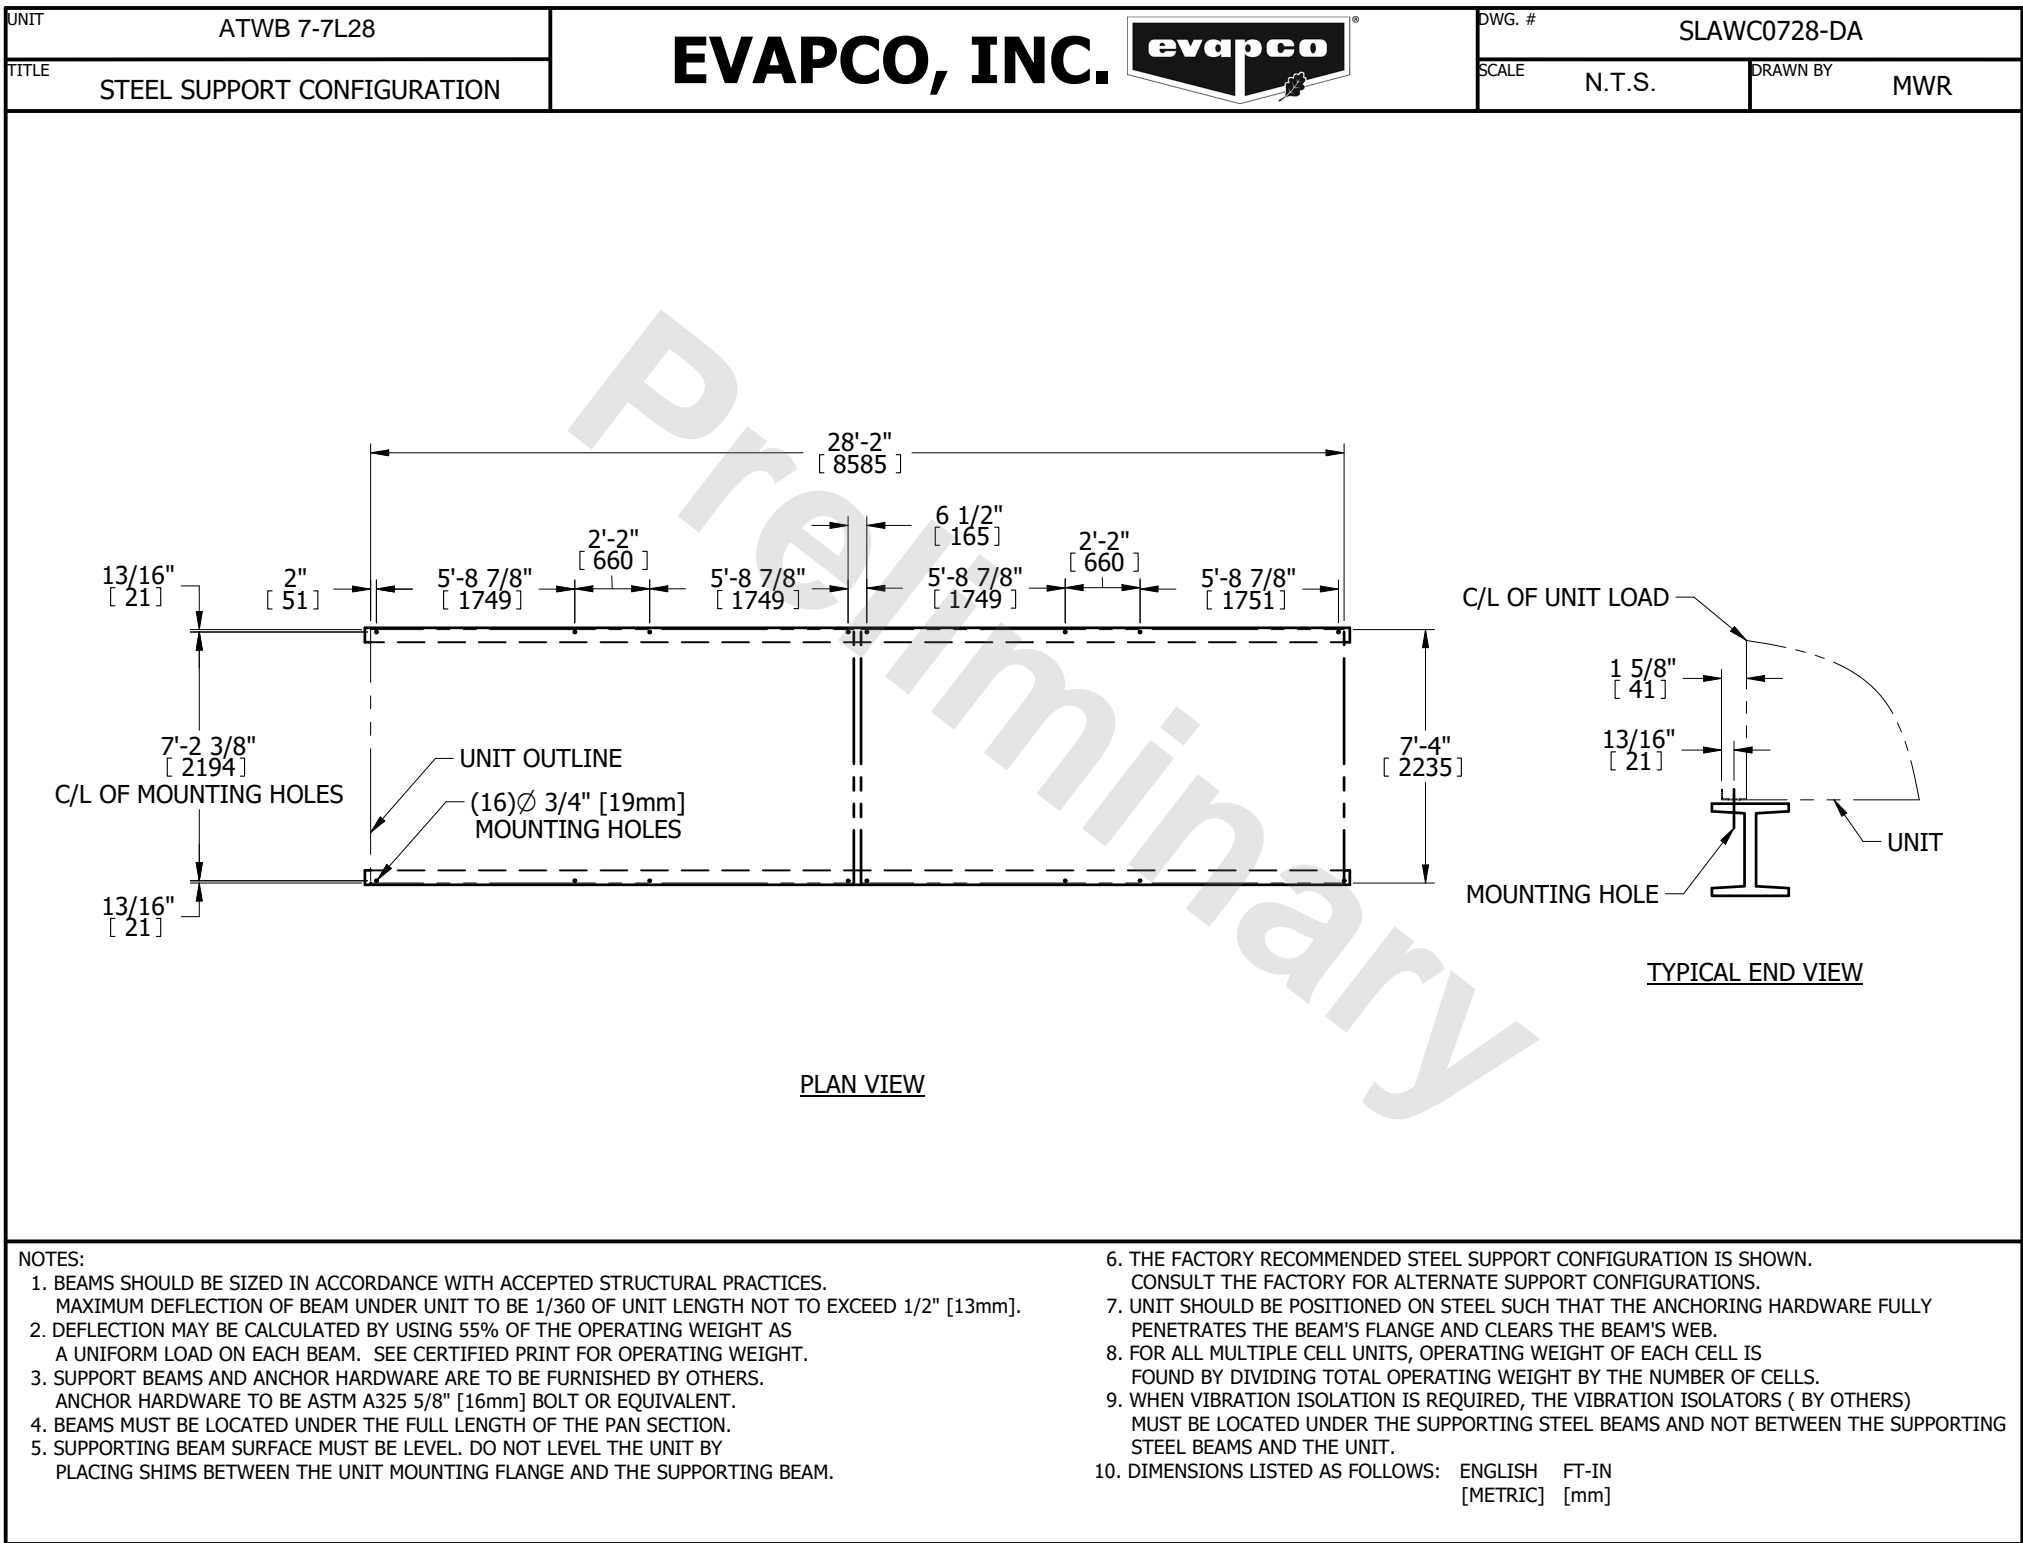 UNIT
ATWB 7-7L28
TITLE
STEEL SUPPORT CONFIGURATION
EVAPCO, INC.
evapco
®
DWG. #
SLAWC0728-DA
SCALE
N.T.S.
DRAWN BY
MWR
Preliminary
28'-2"
[ 8585 ]
6 1/2"
[ 165]
2'-2"
[ 660 ]
2'-2"
[ 660 ]
13/16"
[ 21]
2"
[ 51]
5'-8 7/8"
[ 1749]
5'-8 7/8"
[ 1749 ]
5'-8 7/8"
[ 1749 ]
5'-8 7/8"
[ 1751]
7'-2 3/8"
[ 2194]
C/L OF MOUNTING HOLES
UNIT OUTLINE
(16)Ø 3/4" [19mm]
MOUNTING HOLES
7'-4"
[ 2235]
13/16"
[ 21]
C/L OF UNIT LOAD
1 5/8"
[ 41]
13/16"
[ 21]
UNIT
MOUNTING HOLE
TYPICAL END VIEW
PLAN VIEW
NOTES:
1. BEAMS SHOULD BE SIZED IN ACCORDANCE WITH ACCEPTED STRUCTURAL PRACTICES.
MAXIMUM DEFLECTION OF BEAM UNDER UNIT TO BE 1/360 OF UNIT LENGTH NOT TO EXCEED 1/2" [13mm].
2. DEFLECTION MAY BE CALCULATED BY USING 55% OF THE OPERATING WEIGHT AS
A UNIFORM LOAD ON EACH BEAM. SEE CERTIFIED PRINT FOR OPERATING WEIGHT.
3. SUPPORT BEAMS AND ANCHOR HARDWARE ARE TO BE FURNISHED BY OTHERS.
ANCHOR HARDWARE TO BE ASTM A325 5/8" [16mm] BOLT OR EQUIVALENT.
4. BEAMS MUST BE LOCATED UNDER THE FULL LENGTH OF THE PAN SECTION.
5. SUPPORTING BEAM SURFACE MUST BE LEVEL. DO NOT LEVEL THE UNIT BY
PLACING SHIMS BETWEEN THE UNIT MOUNTING FLANGE AND THE SUPPORTING BEAM.
6. THE FACTORY RECOMMENDED STEEL SUPPORT CONFIGURATION IS SHOWN.
CONSULT THE FACTORY FOR ALTERNATE SUPPORT CONFIGURATIONS.
7. UNIT SHOULD BE POSITIONED ON STEEL SUCH THAT THE ANCHORING HARDWARE FULLY
PENETRATES THE BEAM'S FLANGE AND CLEARS THE BEAM'S WEB.
8. FOR ALL MULTIPLE CELL UNITS, OPERATING WEIGHT OF EACH CELL IS
FOUND BY DIVIDING TOTAL OPERATING WEIGHT BY THE NUMBER OF CELLS.
9. WHEN VIBRATION ISOLATION IS REQUIRED, THE VIBRATION ISOLATORS ( BY OTHERS)
MUST BE LOCATED UNDER THE SUPPORTING STEEL BEAMS AND NOT BETWEEN THE SUPPORTING
STEEL BEAMS AND THE UNIT.
10. DIMENSIONS LISTED AS FOLLOWS: ENGLISH FT-IN
[METRIC] [mm]